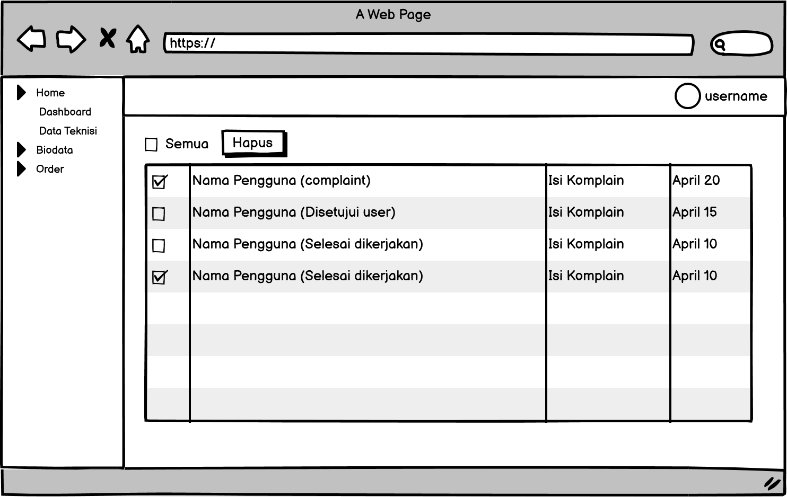 A Web Page
https://
username
Home
Dashboard
Data Teknisi
Biodata
Order
Semua Hapus
Nama Pengguna (complaint) Isi Komplain April 20
Nama Pengguna (Disetujui user) Isi Komplain April 15
Nama Pengguna (Selesai dikerjakan) Isi Komplain April 10
Nama Pengguna (Selesai dikerjakan) Isi Komplain April 10